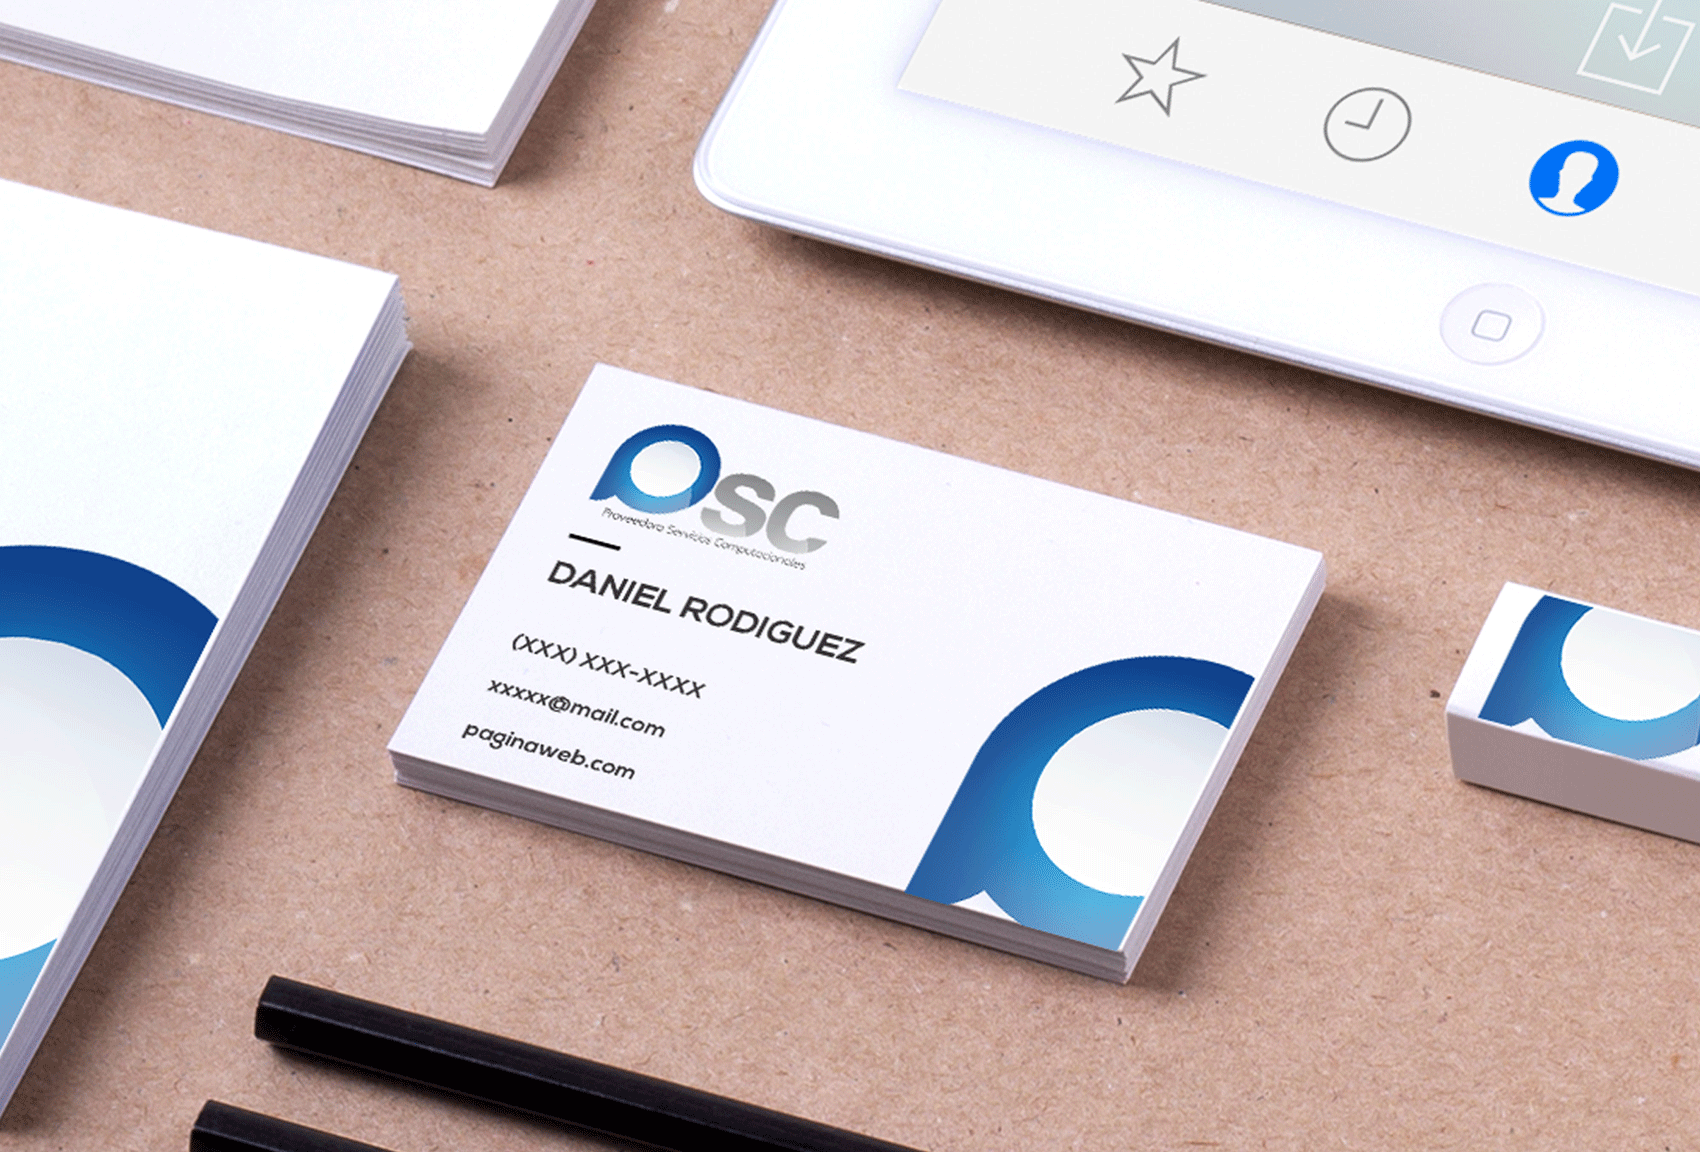 PSC
Proveedora Servicios Computacionales
DANIEL RODIGUEZ
(XXX) XXX-XXXX
xxxxx@mail.com
paginaweb.com